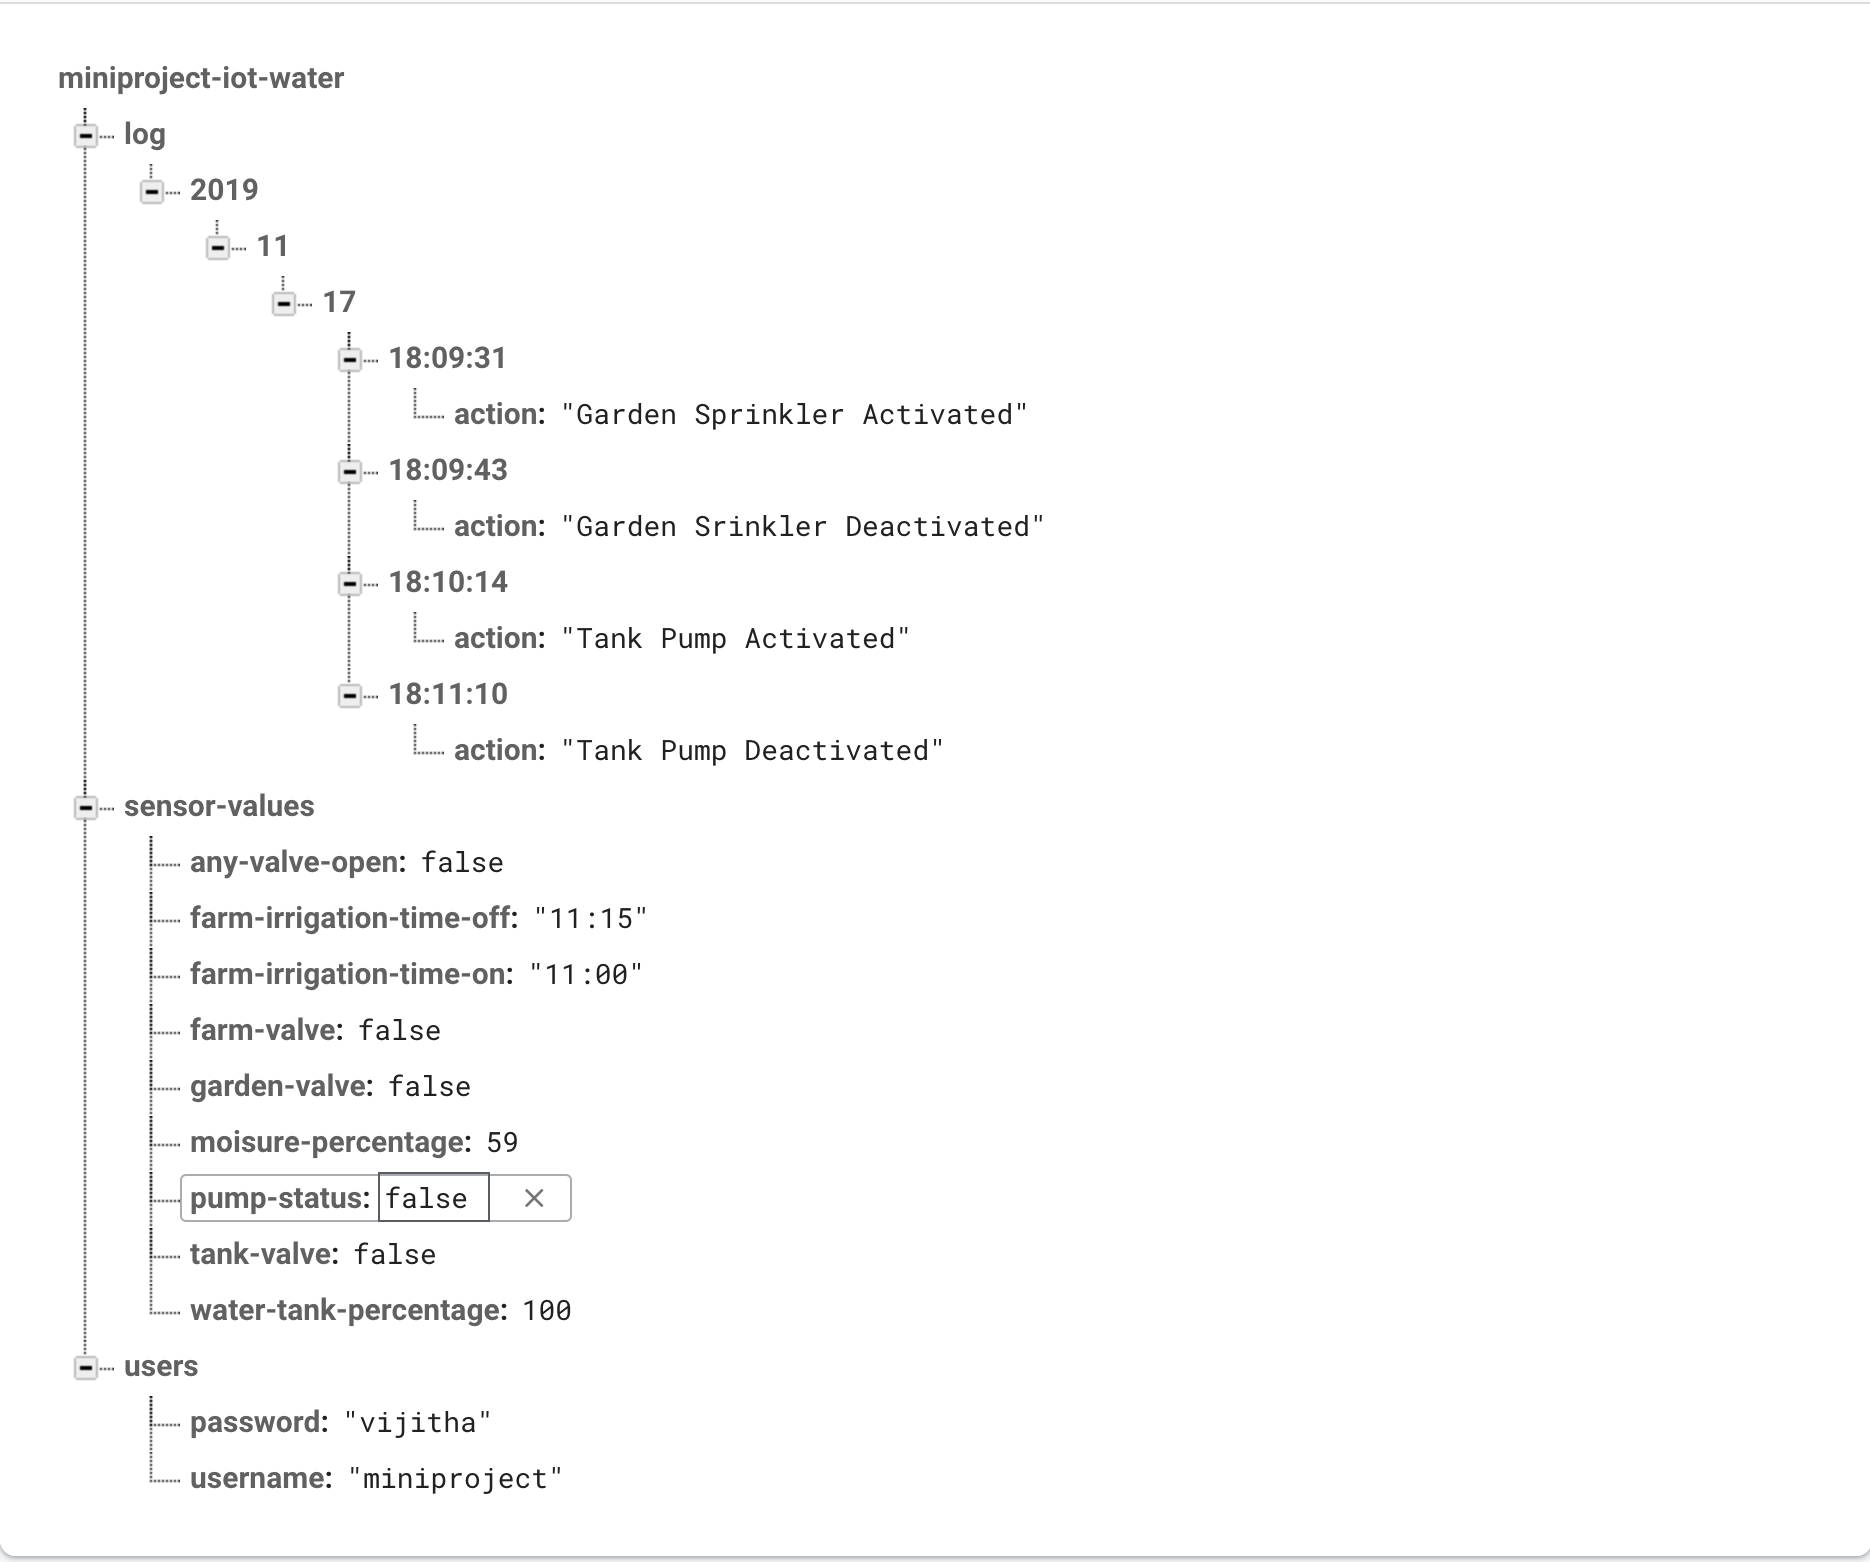 miniproject-iot-water
log
2019
11
17
18:09:31
action: "Garden Sprinkler Activated"
18:09:43
action: "Garden Srinkler Deactivated"
18:10:14
action: "Tank Pump Activated"
18:11:10
action: "Tank Pump Deactivated"
sensor-values
any-valve-open: false
farm-irrigation-time-off: "11:15"
farm-irrigation-time-on: "11:00"
farm-valve: false
garden-valve: false
moisure-percentage: 59
pump-status: false
tank-valve: false
water-tank-percentage: 100
users
password: "vijitha"
username: "miniproject"